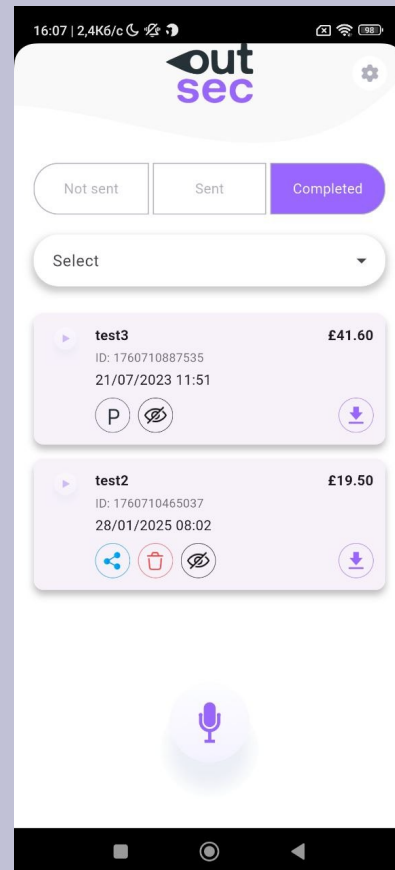 16:07 | 2,4Кб/с
98
out
sec
Not sent
Sent
Completed
Select
test3
£41.60
ID: 1760710887535
21/07/2023 11:51
P
test2
£19.50
ID: 1760710465037
28/01/2025 08:02